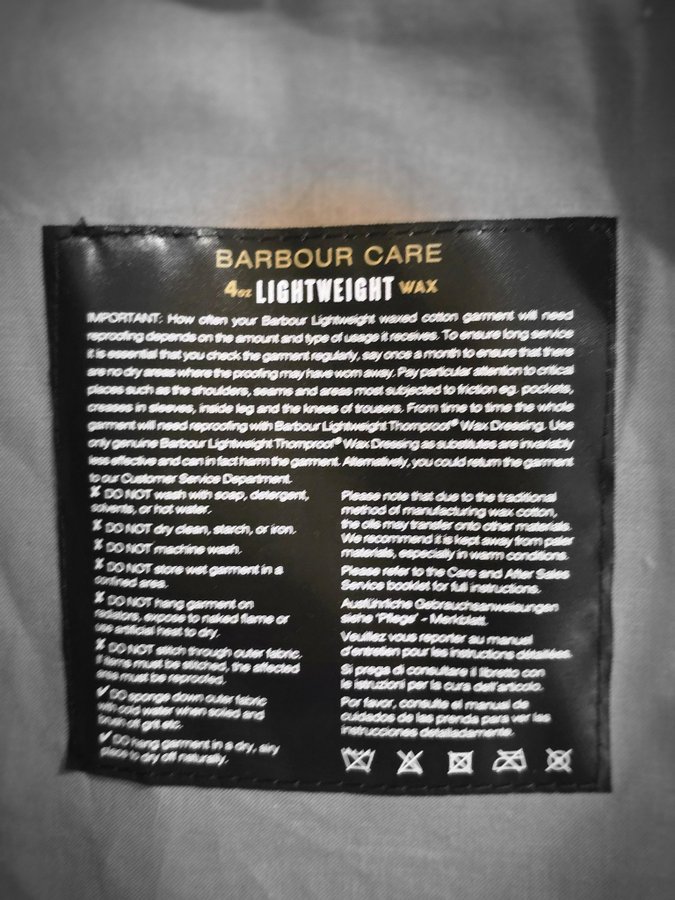 BARBOUR CARE
4oz LIGHTWEIGHT WAX
IMPORTANT: How often your Barbour Lightweight waxed cotton garment will need
reproofing depends on the amount and type of usage it receives. To ensure long service
it is essential that you check the garment regularly, say once a month to ensure that there
are no dry areas where the proofing may have worn away. Pay particular attention to critical
places such as the shoulders, seams and areas most subjected to friction eg. pockets,
creases in sleeves, inside leg and the knees of trousers. From time to time the whole
garment will need reproofing with Barbour Lightweight Thornproof® Wax Dressing. Use
only genuine Barbour Lightweight Thornproof® Wax Dressing as substitutes are invariably
less effective and can in fact harm the garment. Alternatively, you could return the garment
to our Customer Service Department.
✘ DO NOT wash with soap, detergent,
solvents, or hot water.
✘ DO NOT dry clean, starch, or iron.
✘ DO NOT machine wash.
✘ DO NOT store wet garment in a
confined area.
✘ DO NOT hang garment on
radiators, expose to naked flame or
use artificial heat to dry.
✘ DO NOT stitch through outer fabric.
If items must be stitched, the affected
area must be reproofed.
✔ DO sponge down outer fabric
with cold water when soiled and
brush off grit etc.
✔ DO hang garment in a dry, airy
place to dry off naturally.
Please note that due to the traditional
method of manufacturing wax cotton,
the oils may transfer onto other materials.
We recommend it is kept away from paler
materials, especially in warm conditions.
Please refer to the Care and After Sales
Service booklet for full instructions.
Ausführliche Gebrauchsanweisungen
siehe 'Pflege' - Merkblatt.
Veuillez vous reporter au manuel
d'entretien pour les instructions détaillées.
Si prega di consultare il libretto con
le istruzioni per la cura dell'articolo.
Por favor, consulte el manual de
cuidados de las prenda para ver las
instrucciones detalladamente.